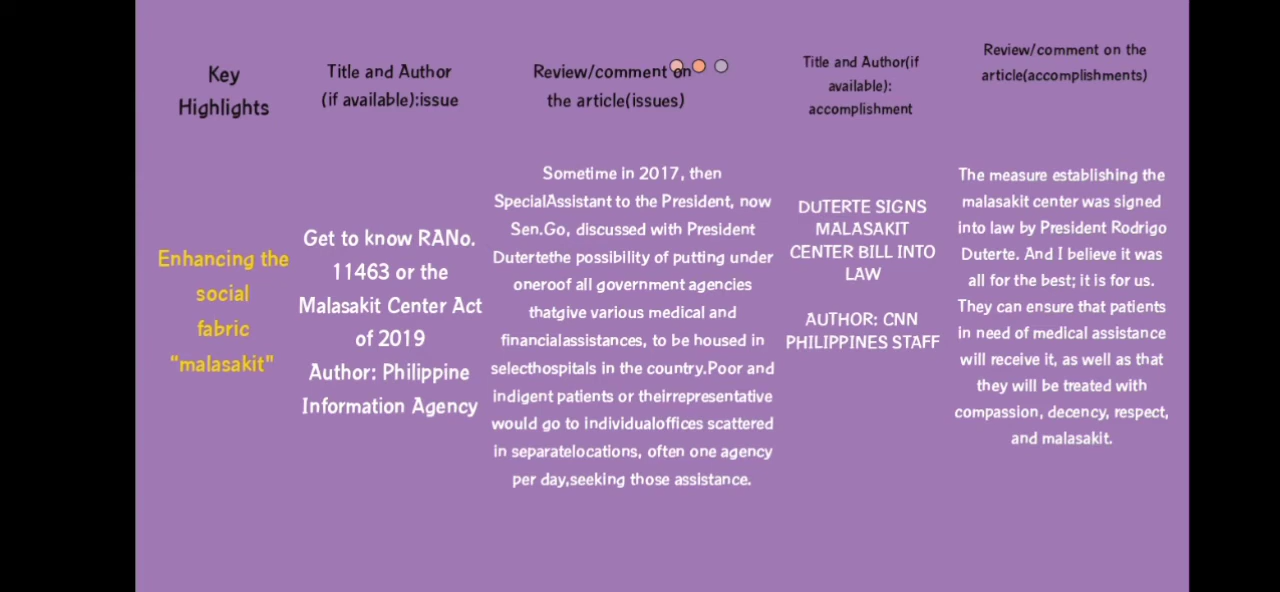 Key
Highlights
Title and Author
(if available):issue
Review/comment on
the article(issues)
Title and Author(if
available):
accomplishment
Review/comment on the
article(accomplishments)
Enhancing the
social
fabric
“malasakit”
Get to know RANo.
11463 or the
Malasakit Center Act
of 2019
Author: Philippine
Information Agency
Sometime in 2017, then
SpecialAssistant to the President, now
Sen.Go, discussed with President
Dutertethe possibility of putting under
oneroof all government agencies
thatgive various medical and
financialassistances, to be housed in
selecthospitals in the country.Poor and
indigent patients or theirrepresentative
would go to individualoffices scattered
in separatelocations, often one agency
per day,seeking those assistance.
DUTERTE SIGNS
MALASAKIT
CENTER BILL INTO
LAW
AUTHOR: CNN
PHILIPPINES STAFF
The measure establishing the
malasakit center was signed
into law by President Rodrigo
Duterte. And I believe it was
all for the best; it is for us.
They can ensure that patients
in need of medical assistance
will receive it, as well as that
they will be treated with
compassion, decency, respect,
and malasakit.